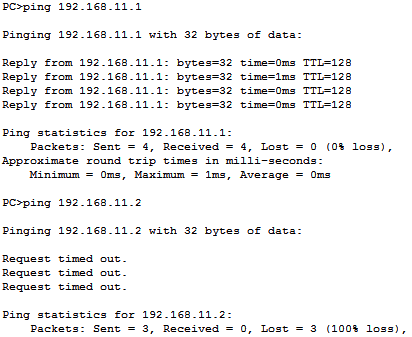 PC>ping 192.168.11.1
Pinging 192.168.11.1 with 32 bytes of data:
Reply from 192.168.11.1: bytes=32 time=0ms TTL=128
Reply from 192.168.11.1: bytes=32 time=1ms TTL=128
Reply from 192.168.11.1: bytes=32 time=0ms TTL=128
Reply from 192.168.11.1: bytes=32 time=0ms TTL=128
Ping statistics for 192.168.11.1:
Packets: Sent = 4, Received = 4, Lost = 0 (0% loss),
Approximate round trip times in milli-seconds:
Minimum = 0ms, Maximum = 1ms, Average = 0ms
PC>ping 192.168.11.2
Pinging 192.168.11.2 with 32 bytes of data:
Request timed out.
Request timed out.
Request timed out.
Ping statistics for 192.168.11.2:
Packets: Sent = 3, Received = 0, Lost = 3 (100% loss),